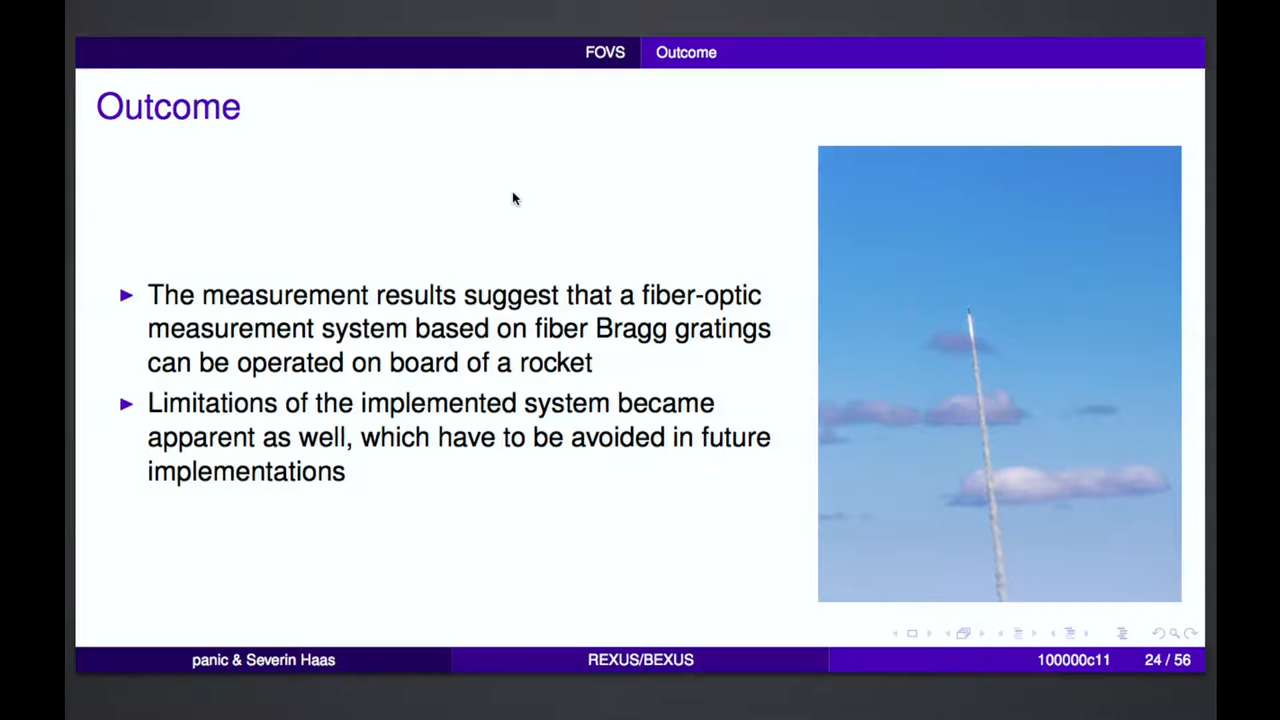 FOVS Outcome
Outcome
The measurement results suggest that a fiber-optic
measurement system based on fiber Bragg gratings
can be operated on board of a rocket
Limitations of the implemented system became
apparent as well, which have to be avoided in future
implementations
panic & Severin Haas REXUS/BEXUS 100000c11 24 / 56